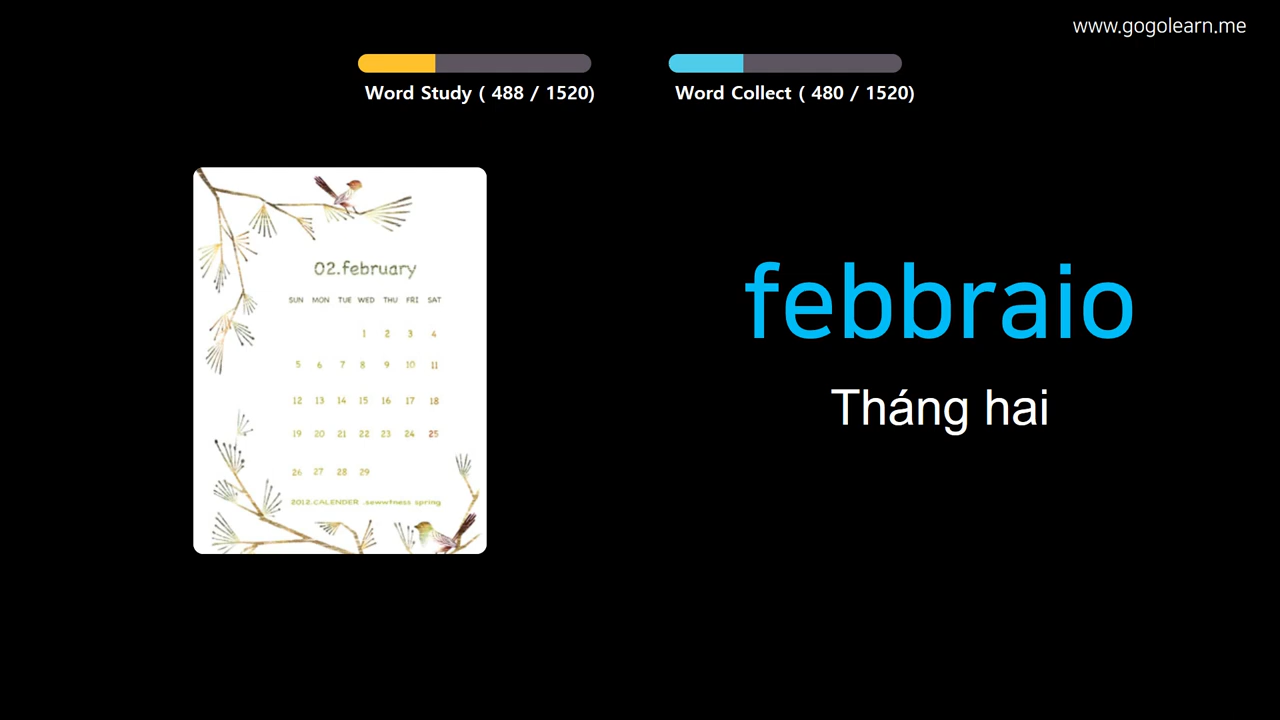 www.gogolearn.me
Word Study ( 488 / 1520)
Word Collect ( 480 / 1520)
02.february
SUN MON TUE WED THU FRI SAT
1 2 3 4
5 6 7 8 9 10 11
12 13 14 15 16 17 18
19 20 21 22 23 24 25
26 27 28 29
2012.CALENDER .sewwtness spring
febbraio
Tháng hai